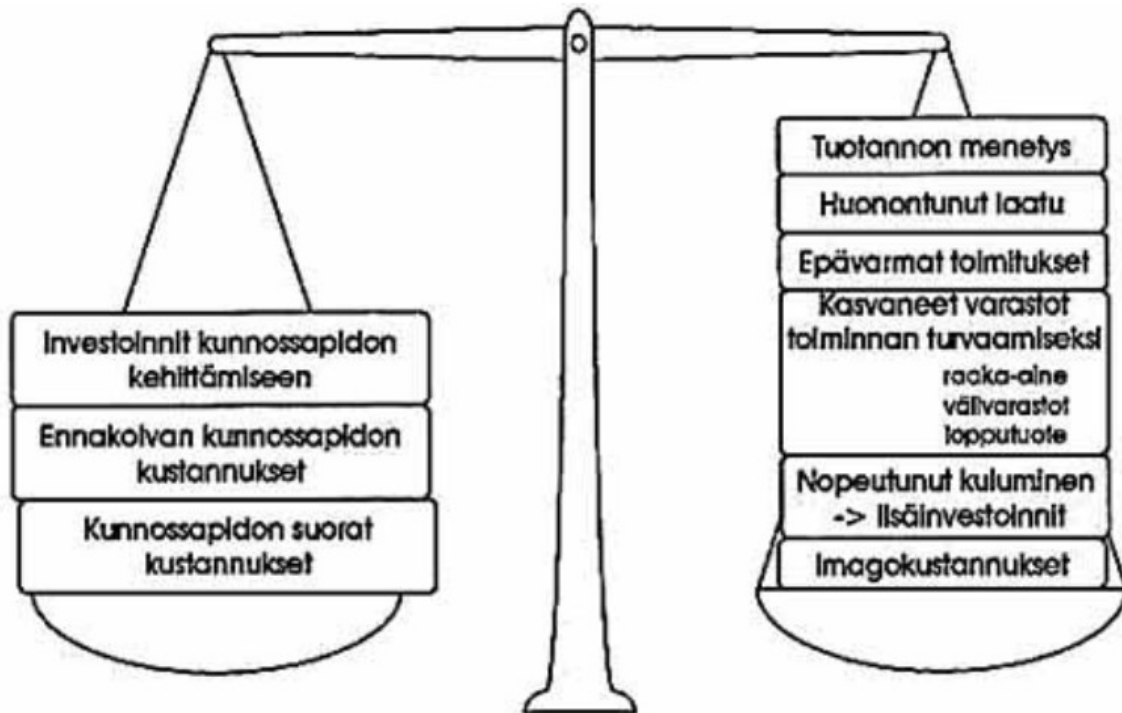 Investoinnit kunnossapidon
kehittämiseen
Ennakoivan kunnossapidon
kustannukset
Kunnossapidon suorat
kustannukset
Tuotannon menetys
Huonontunut laatu
Epävarmat toimitukset
Kasvaneet varastot
toiminnan turvaamiseksi
raaka-aine
välivarastot
lopputuote
Nopeutunut kuluminen
-> lisäinvestoinnit
Imagokustannukset